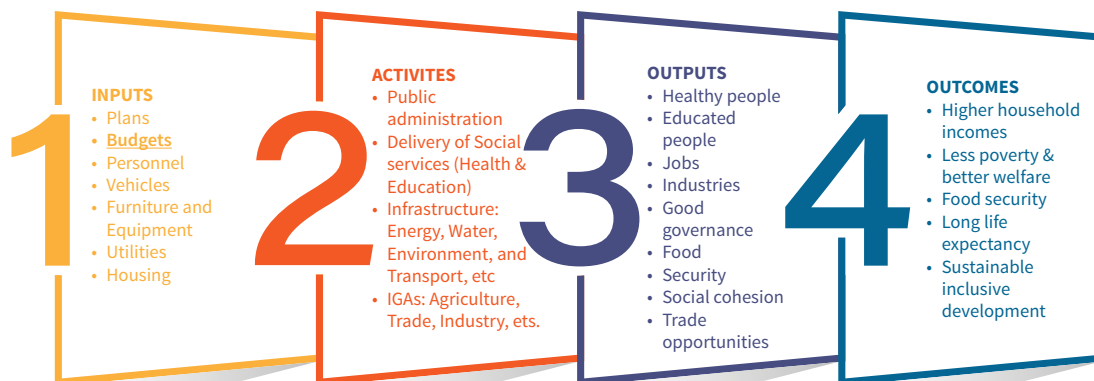 1
INPUTS
• Plans
• Budgets
• Personnel
• Vehicles
• Furniture and
Equipment
• Utilities
• Housing
2
ACTIVITES
• Public
administration
• Delivery of Social
services (Health &
Education)
• Infrastructure:
Energy, Water,
Environment, and
Transport, etc
• IGAs: Agriculture,
Trade, Industry, ets.
3
OUTPUTS
• Healthy people
• Educated
people
• Jobs
• Industries
• Good
governance
• Food
• Security
• Social cohesion
• Trade
opportunities
4
OUTCOMES
• Higher household
incomes
• Less poverty &
better welfare
• Food security
• Long life
expectancy
• Sustainable
inclusive
development